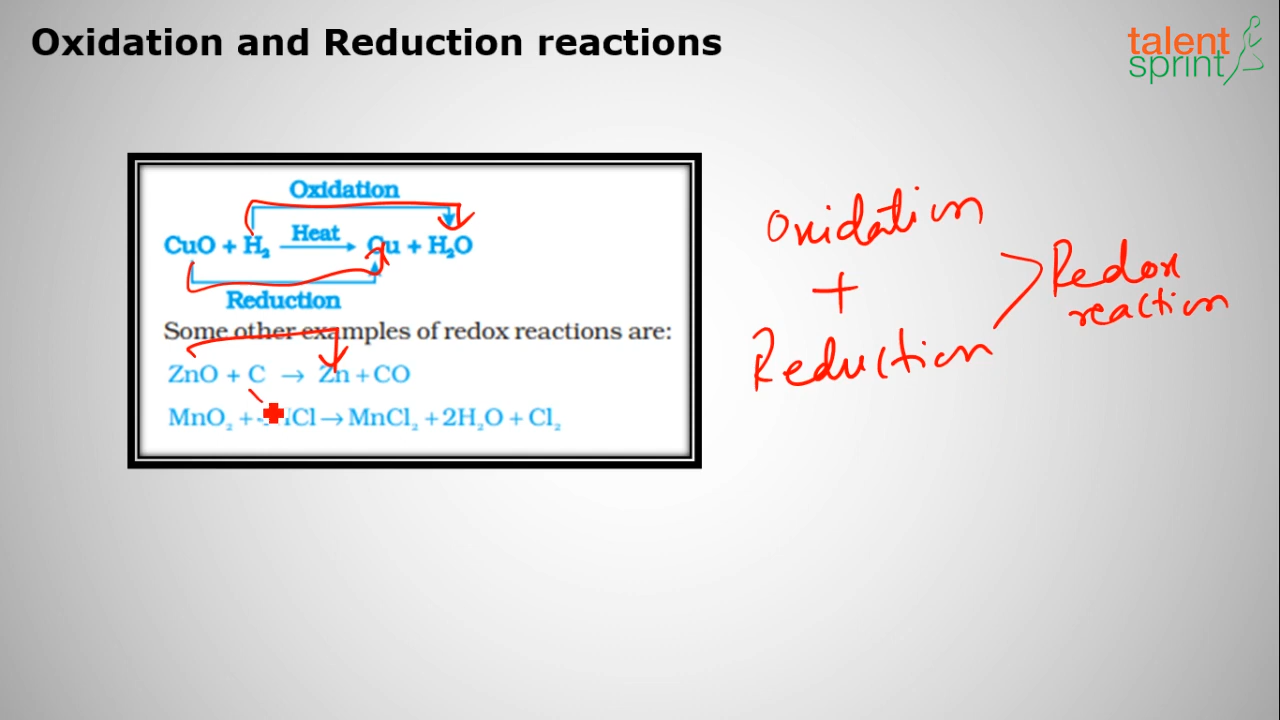 Oxidation and Reduction reactions
talent
sprint
Oxidation
CuO + H₂ Heat → Cu + H₂O
Reduction
Some other examples of redox reactions are:
ZnO + C → Zn + CO
MnO₂ + Cl → MnCl₂ + 2H₂O + Cl₂
Oxidation
+
Reduction
Redox
reaction